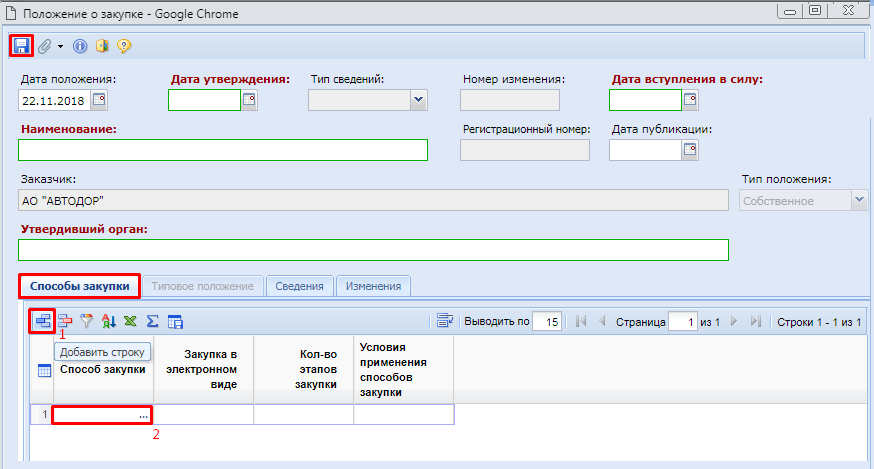 Положение о закупке - Google Chrome
Дата положения: Дата утверждения: Тип сведений: Номер изменения: Дата вступления в силу:
22.11.2018
Наименование: Регистрационный номер: Дата публикации:
Заказчик: Тип положения:
АО "АВТОДОР" Собственное
Утвердивший орган:
Способы закупки Типовое положение Сведения Изменения
1 Выводить по 15 Страница 1 из 1 Строки 1 - 1 из 1
Добавить строку
Способ закупки
Закупка в
электронном
виде
Кол-во
этапов
закупки
Условия
применения
способов
закупки
1 ...
2